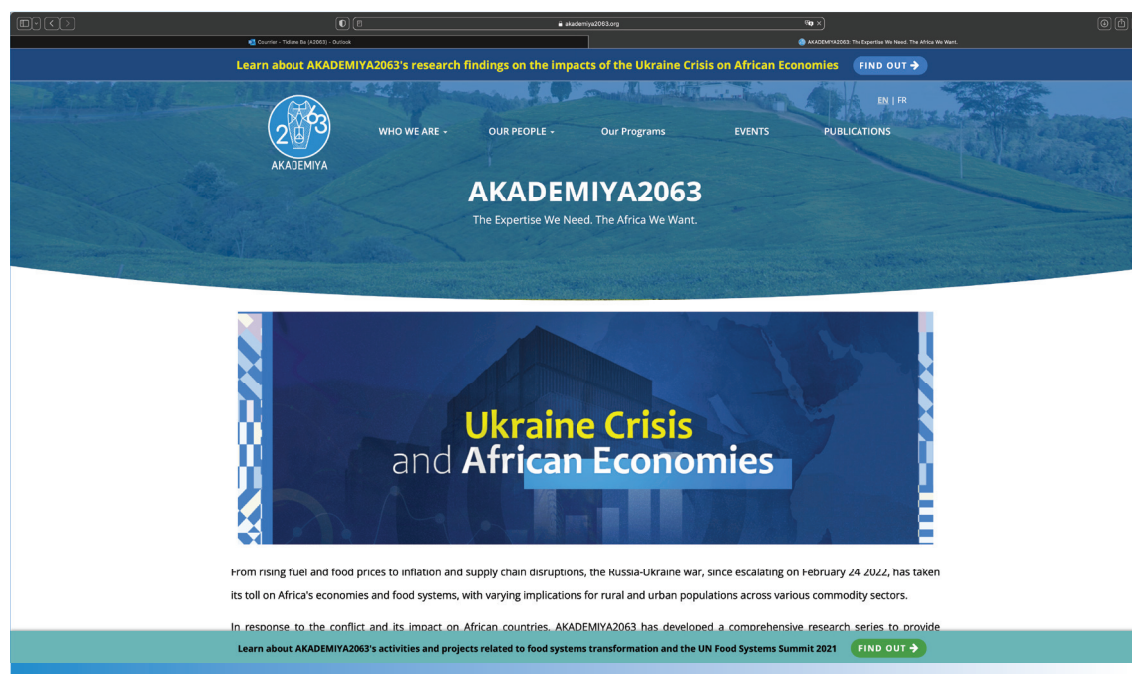 akademiya2063.org
Courrier - Tidiane Ba (A2063) - Outlook
AKADEMIYA2063: The Expertise We Need. The Africa We Want.
Learn about AKADEMIYA2063's research findings on the impacts of the Ukraine Crisis on African Economies FIND OUT →
EN | FR
2 63
AKADEMIYA
WHO WE ARE OUR PEOPLE Our Programs EVENTS PUBLICATIONS
AKADEMIYA2063
The Expertise We Need. The Africa We Want.
Ukraine Crisis
and African Economies
From rising fuel and food prices to inflation and supply chain disruptions, the Russia-Ukraine war, since escalating on February 24 2022, has taken
its toll on Africa's economies and food systems, with varying implications for rural and urban populations across various commodity sectors.
In response to the conflict and its impact on African countries, AKADEMIYA2063 has developed a comprehensive research series to provide
Learn about AKADEMIYA2063's activities and projects related to food systems transformation and the UN Food Systems Summit 2021 FIND OUT →